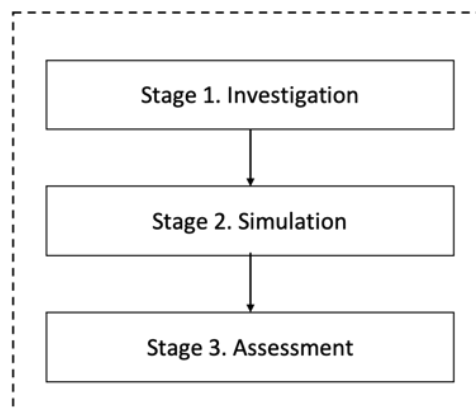 Stage 1. Investigation
Stage 2. Simulation
Stage 3. Assessment